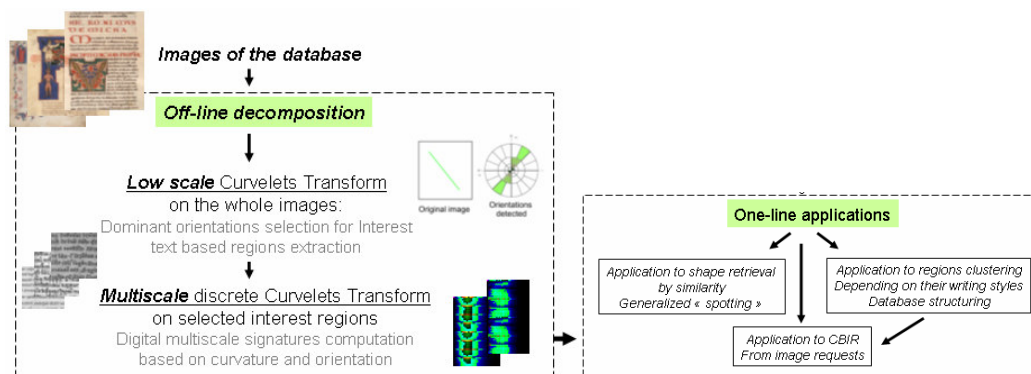 Images of the database
Off-line decomposition
Low scale Curvelets Transform
on the whole images:
Dominant orientations selection for Interest
text based regions extraction
Original image
Orientations
detected
Multiscale discrete Curvelets Transform
on selected interest regions
Digital multiscale signatures computation
based on curvature and orientation
One-line applications
Application to shape retrieval
by similarity
Generalized « spotting »
Application to regions clustering
Depending on their writing styles
Database structuring
Application to CBIR
From image requests